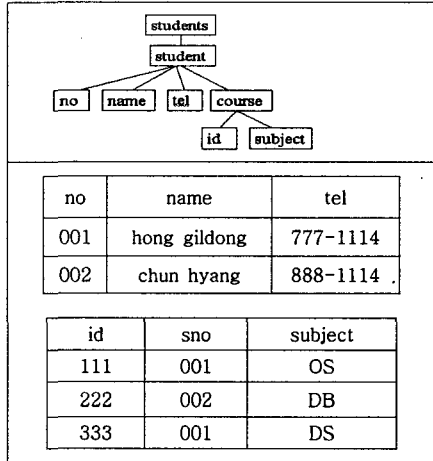 students
student
no name tel course
id subject
no name tel
001 hong gildong 777-1114
002 chun hyang 888-1114
id sno subject
111 001 OS
222 002 DB
333 001 DS